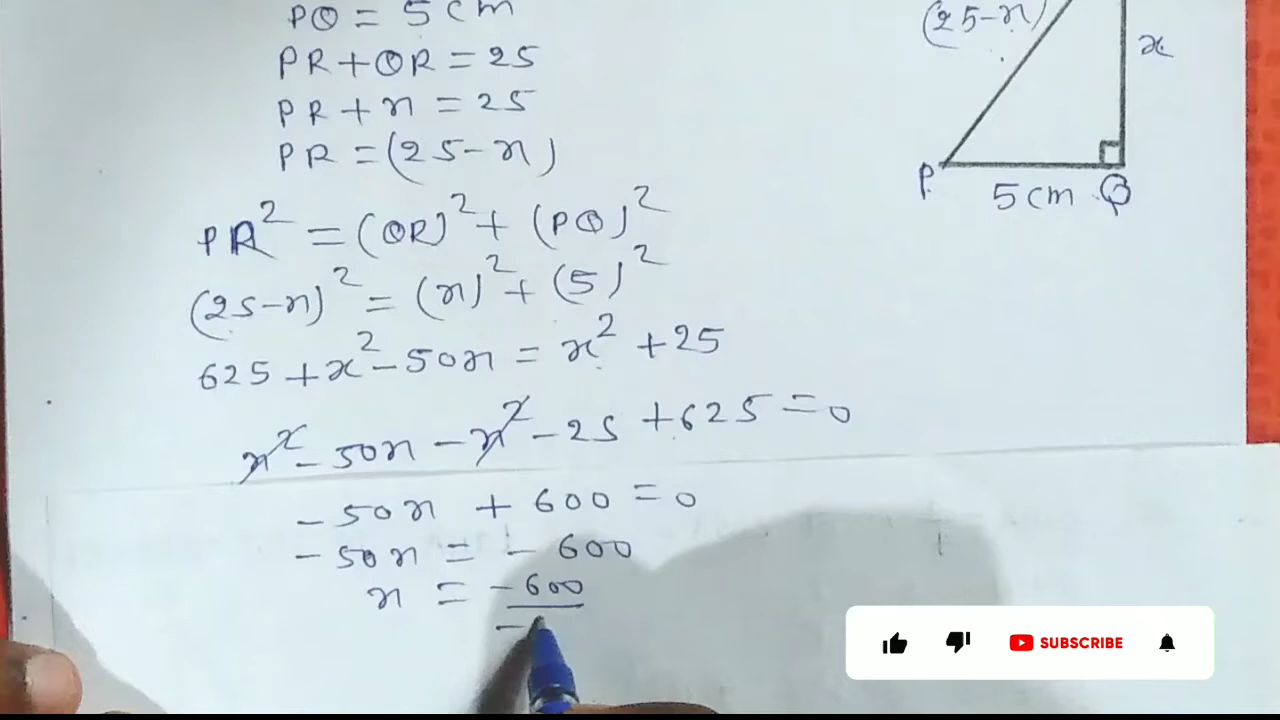 PQ = 5 cm
PR + QR = 25
PR + x = 25
PR = (25-x)
PR² = (QR)² + (PQ)²
(25-x)² = (x)² + (5)²
625 + x² - 50x = x² + 25
x² - 50x - x² - 25 + 625 = 0
- 50x + 600 = 0
- 50x = - 600
x = -600
-
(25-x)
x
P
5 cm
Q
SUBSCRIBE